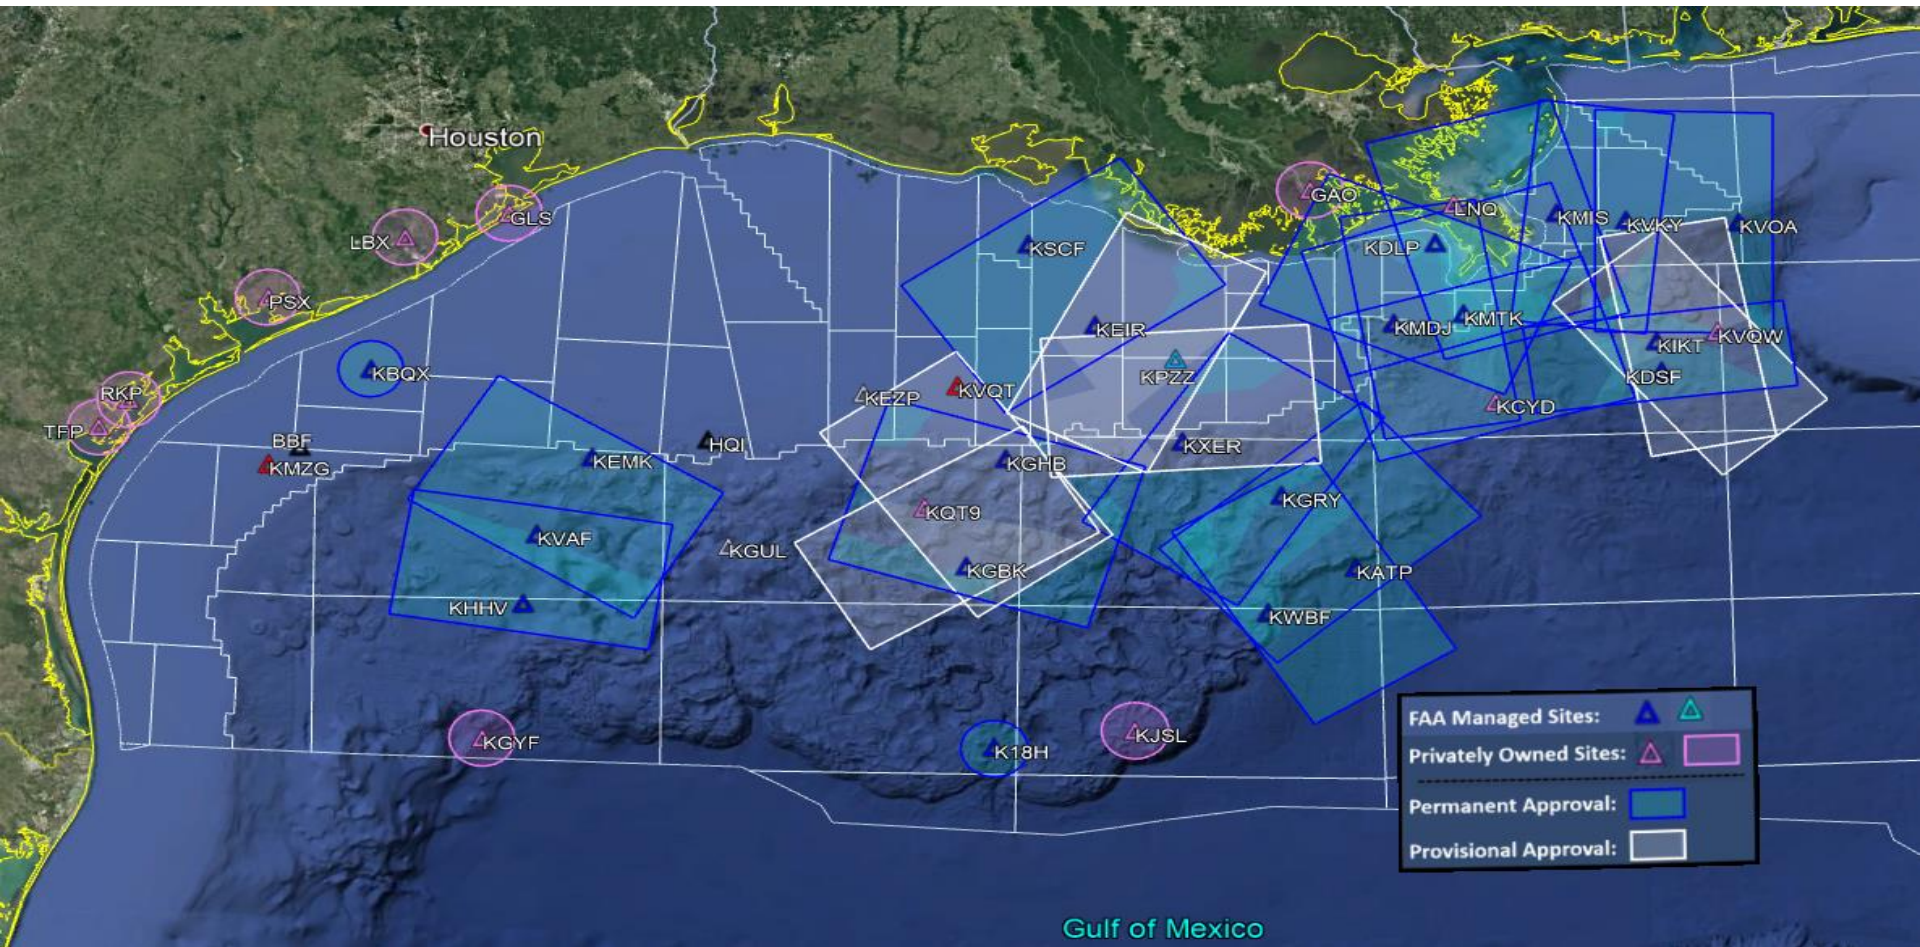 Houston
GLS
LBX
PSX
RKP
TFP
KBQX
BBF
KMZG
HQI
KEMK
KVAF
KHHV
KGUL
KGYF
KSCF
KEIR
KPZZ
KEZP
KVQT
KGHB
KXER
KQT9
KGBK
K18H
KJSL
KGRY
KATP
KWBF
GAO
LNQ
KDLP
KMIS
KVKY
KVOA
KMDJ
KMTK
KIKT
KVQW
KDSF
KCYD
FAA Managed Sites:
Privately Owned Sites:
Permanent Approval:
Provisional Approval:
Gulf of Mexico